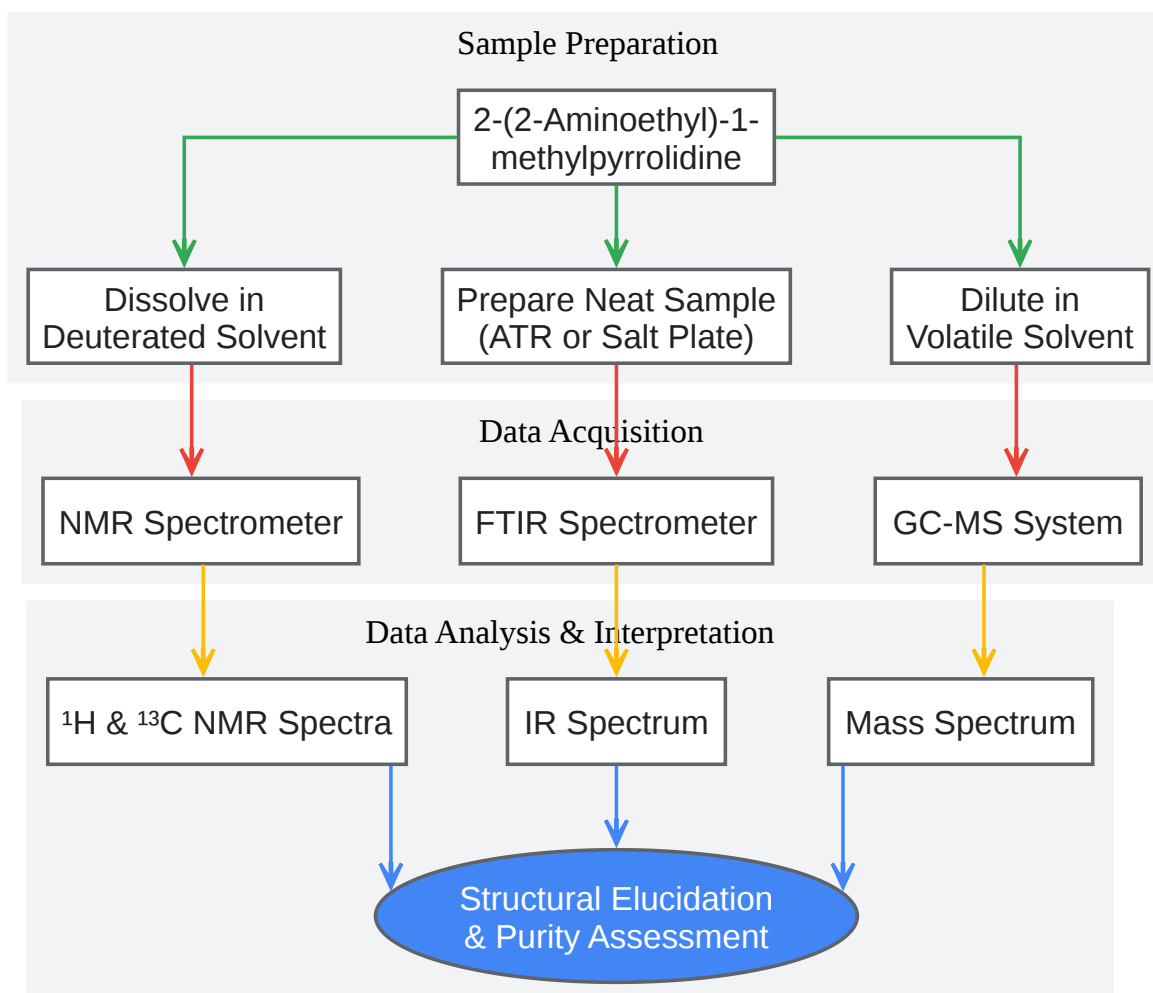 Sample Preparation
2-(2-Aminoethyl)-1-
methylpyrrolidine
Dissolve in
Deuterated Solvent
Prepare Neat Sample
(ATR or Salt Plate)
Dilute in
Volatile Solvent
Data Acquisition
NMR Spectrometer
FTIR Spectrometer
GC-MS System
Data Analysis & Interpretation
¹H & ¹³C NMR Spectra
IR Spectrum
Mass Spectrum
Structural Elucidation
& Purity Assessment